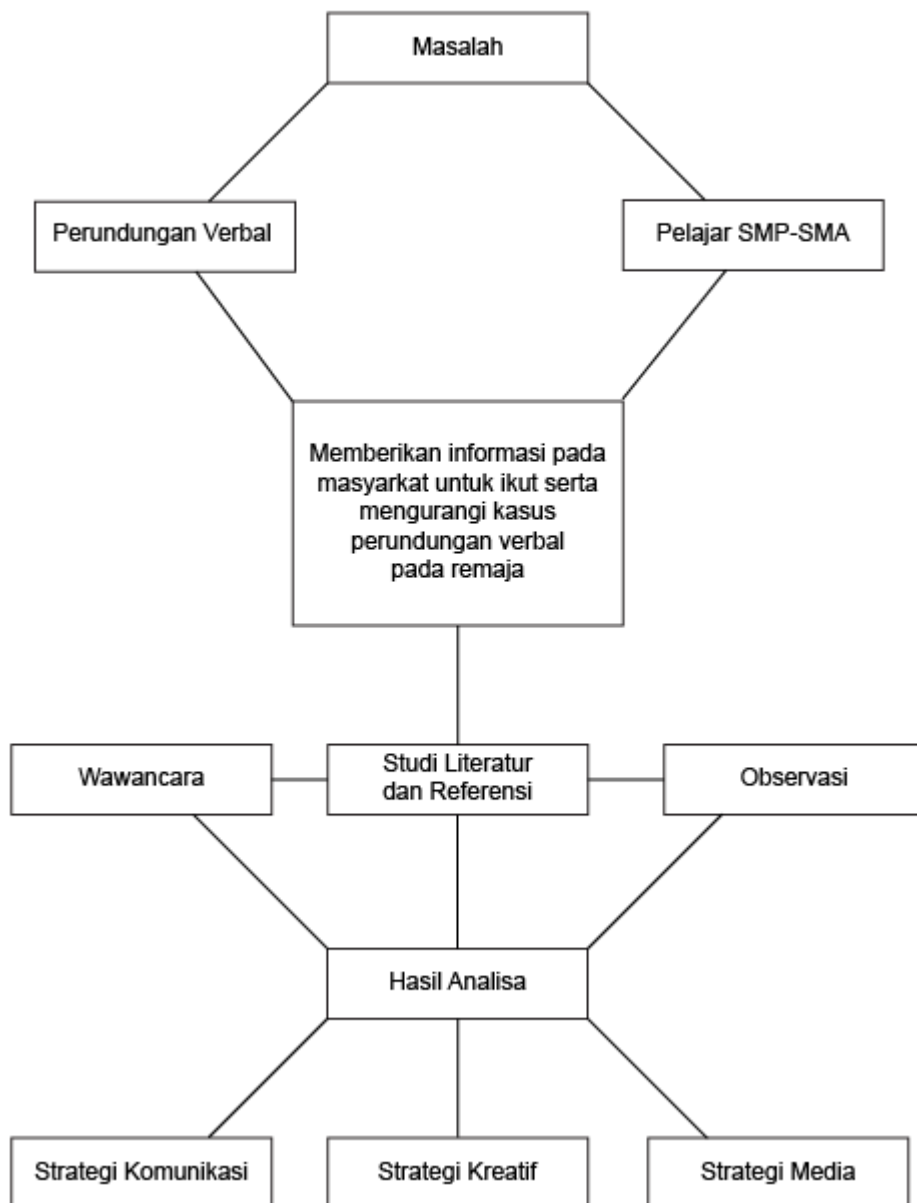 Masalah
Perundungan Verbal
Pelajar SMP-SMA
Memberikan informasi pada
masyarkat untuk ikut serta
mengurangi kasus
perundungan verbal
pada remaja
Wawancara
Studi Literatur
dan Referensi
Observasi
Hasil Analisa
Strategi Komunikasi
Strategi Kreatif
Strategi Media